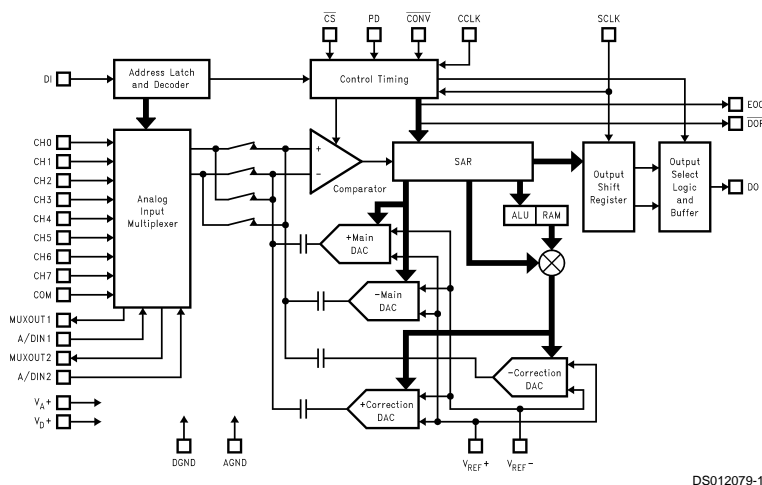 CS PD CONV CCLK SCLK
DI
Address Latch
and Decoder
Control Timing
EOC
DOR
CH0
CH1
CH2
CH3
CH4
CH5
CH6
CH7
COM
MUXOUT1
A/DIN1
MUXOUT2
A/DIN2
VA+
VD+
Analog
Input
Multiplexer
+
−
Comparator
SAR
Output
Shift
Register
Output
Select
Logic
and
Buffer
DO
ALU RAM
+Main
DAC
−Main
DAC
−Correction
DAC
+Correction
DAC
DGND
AGND
VREF+
VREF−
DS012079-1